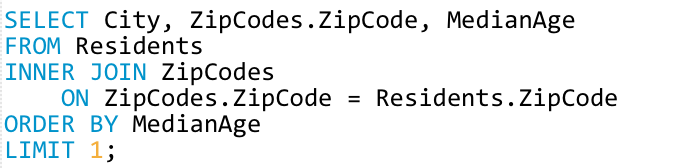 SELECT City, ZipCodes.ZipCode, MedianAge
FROM Residents
INNER JOIN ZipCodes
    ON ZipCodes.ZipCode = Residents.ZipCode
ORDER BY MedianAge
LIMIT 1;